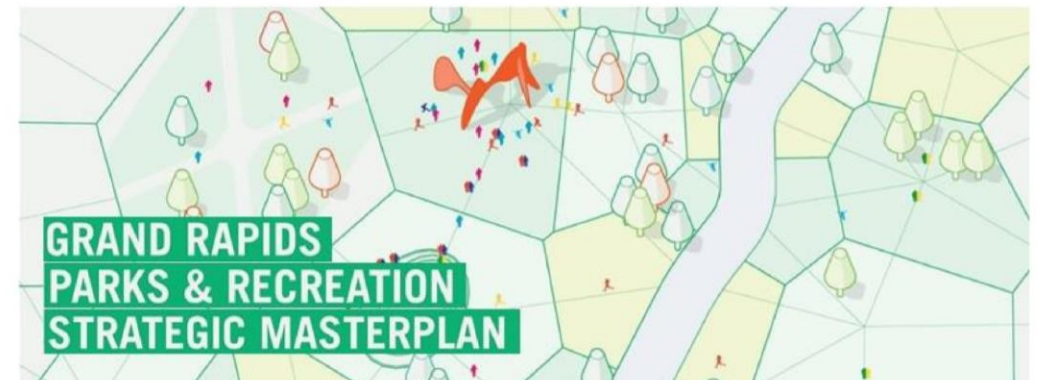 GRAND RAPIDS
PARKS & RECREATION
STRATEGIC MASTERPLAN